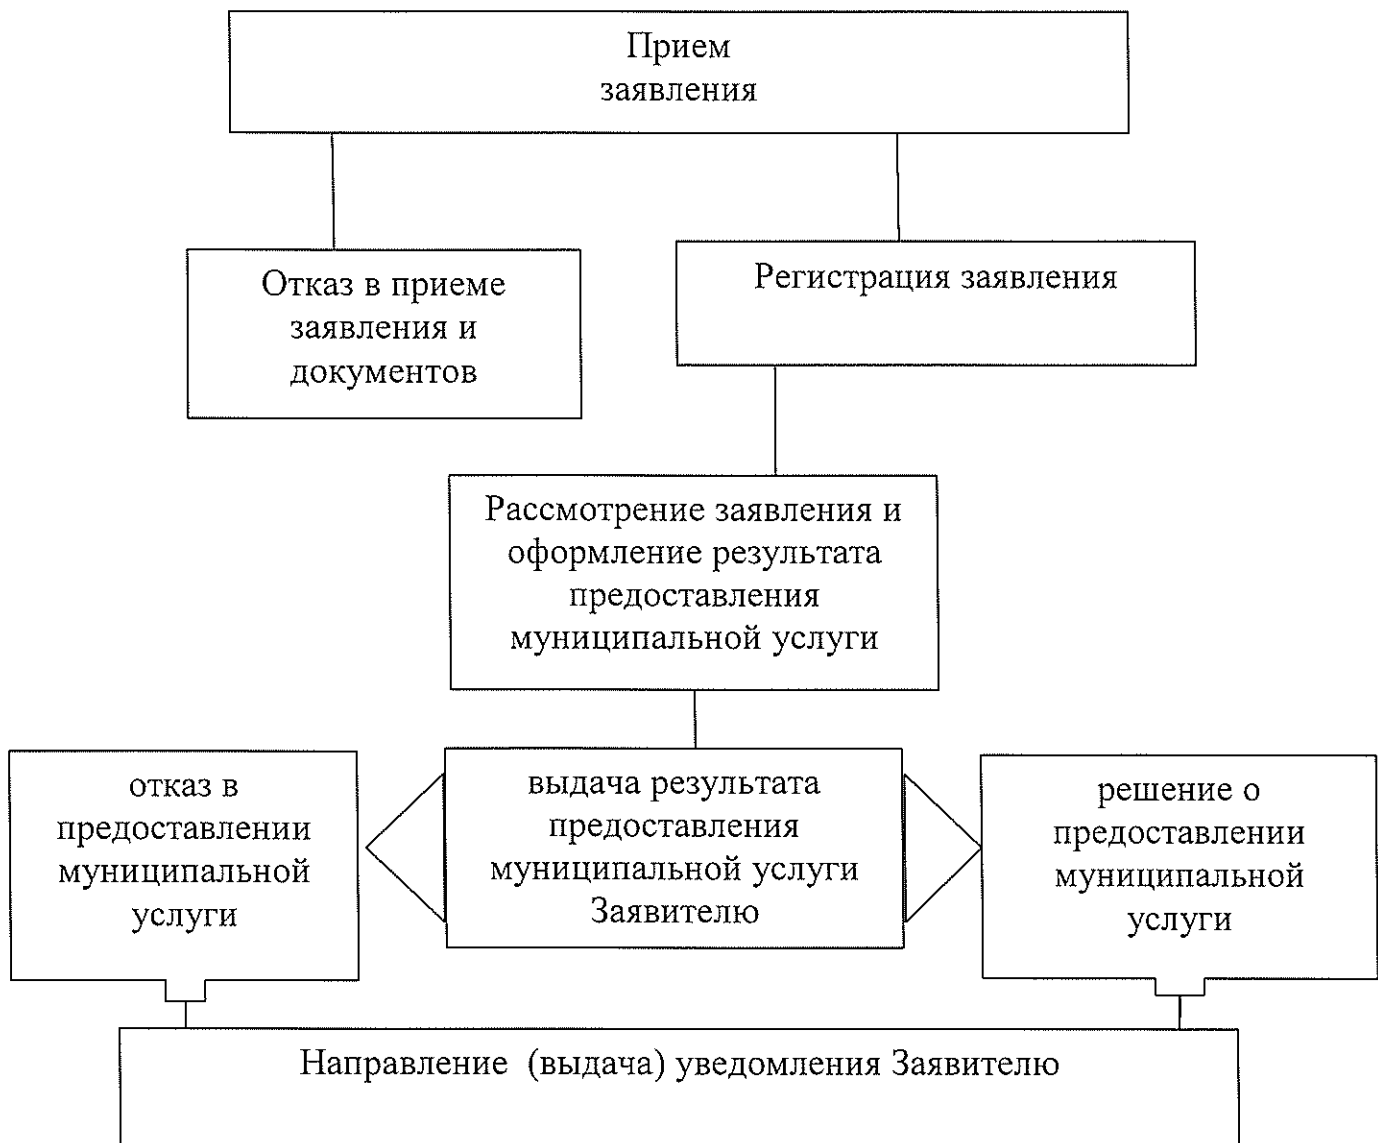 Прием
заявления
Отказ в приеме
заявления и
документов
Регистрация заявления
Рассмотрение заявления и
оформление результата
предоставления
муниципальной услуги
отказ в
предоставлении
муниципальной
услуги
выдача результата
предоставления
муниципальной услуги
Заявителю
решение о
предоставлении
муниципальной
услуги
Направление (выдача) уведомления Заявителю